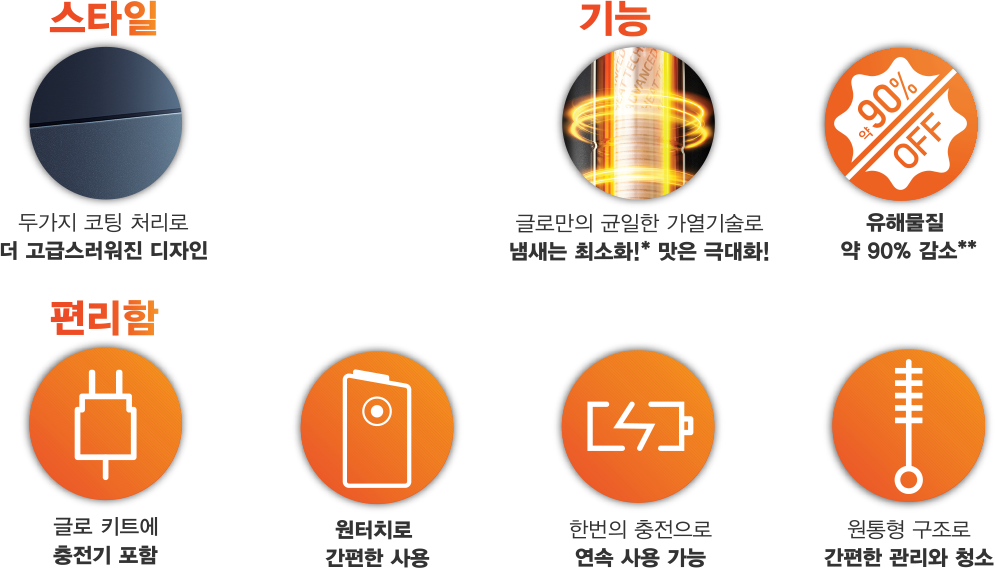 스타일
기능
ADVANCED
약 90%
OFF
두가지 코팅 처리로
더 고급스러워진 디자인
글로만의 균일한 가열기술로
냄새는 최소화!* 맛은 극대화!
유해물질
약 90% 감소**
편리함
글로 키트에
충전기 포함
원터치로
간편한 사용
한번의 충전으로
연속 사용 가능
원통형 구조로
간편한 관리와 청소